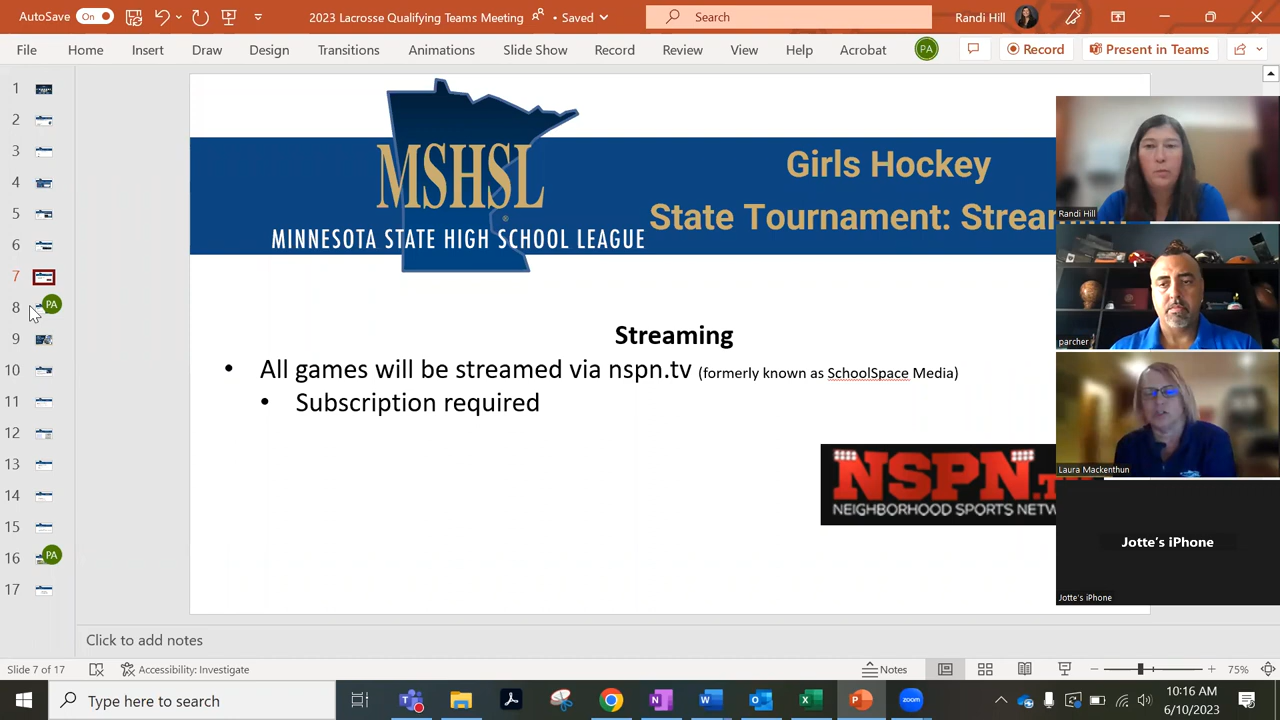 AutoSave On 2023 Lacrosse Qualifying Teams Meeting • Saved Search Randi Hill
File Home Insert Draw Design Transitions Animations Slide Show Record Review View Help Acrobat PA Record Present in Teams
1
2
3
4
5
6
7
8 PA
9
10
11
12
13
14
15
16 PA
17
MSHSL
®
MINNESOTA STATE HIGH SCHOOL LEAGUE
Girls Hockey
State Tournament: Strea
Streaming
• All games will be streamed via nspn.tv (formerly known as SchoolSpace Media)
• Subscription required
NSPN.
NEIGHBORHOOD SPORTS NETW
Randi Hill
parcher
Laura Mackenthun
Jotte's iPhone
Jotte's iPhone
Click to add notes
Slide 7 of 17 Accessibility: Investigate Notes 75%
Type here to search
10:16 AM
6/10/2023